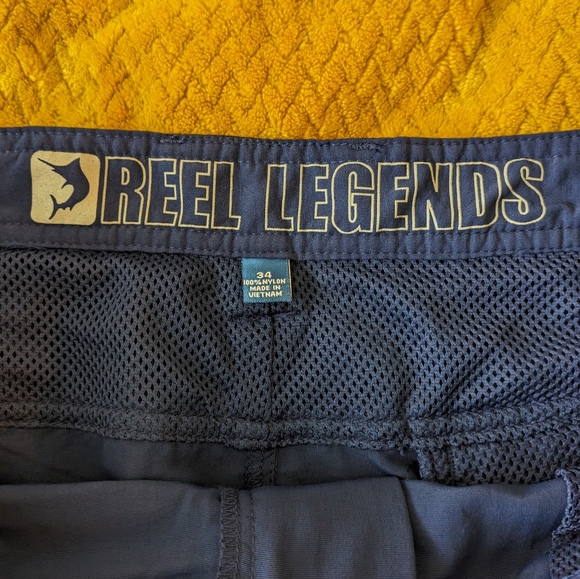 REEL LEGENDS
34
100% NYLON
MADE IN
VIETNAM